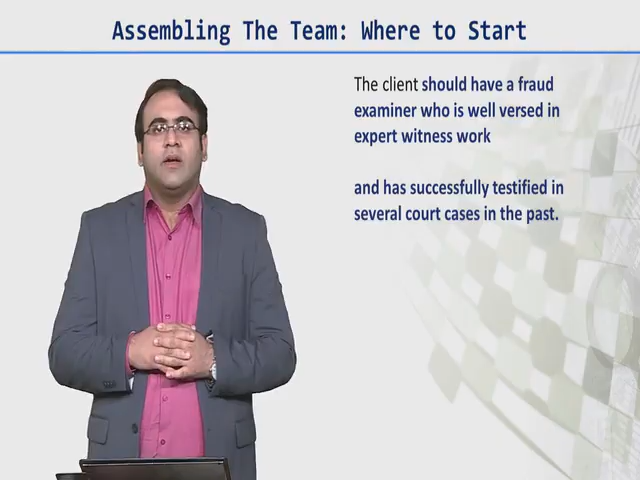 Assembling The Team: Where to Start
The client should have a fraud
examiner who is well versed in
expert witness work
and has successfully testified in
several court cases in the past.